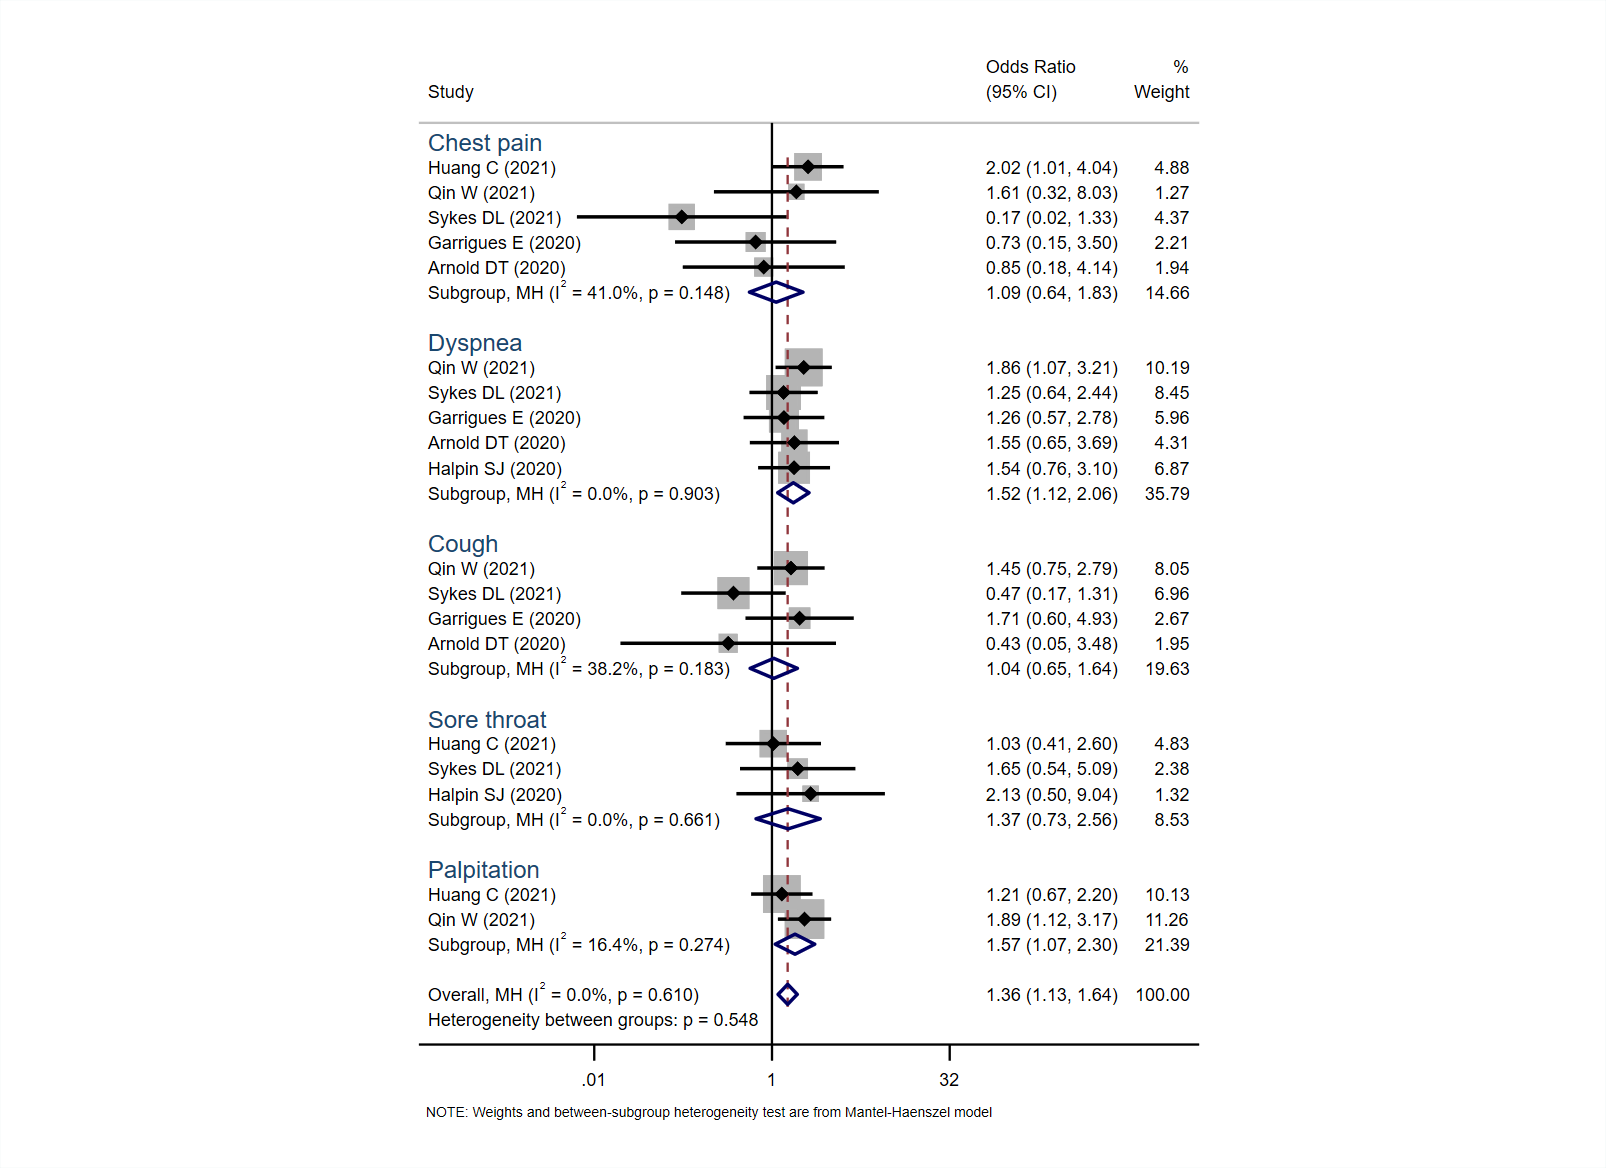 Odds Ratio %
Study (95% CI) Weight
Chest pain
Huang C (2021) 2.02 (1.01, 4.04) 4.88
Qin W (2021) 1.61 (0.32, 8.03) 1.27
Sykes DL (2021) 0.17 (0.02, 1.33) 4.37
Garrigues E (2020) 0.73 (0.15, 3.50) 2.21
Arnold DT (2020) 0.85 (0.18, 4.14) 1.94
Subgroup, MH (I² = 41.0%, p = 0.148) 1.09 (0.64, 1.83) 14.66
Dyspnea
Qin W (2021) 1.86 (1.07, 3.21) 10.19
Sykes DL (2021) 1.25 (0.64, 2.44) 8.45
Garrigues E (2020) 1.26 (0.57, 2.78) 5.96
Arnold DT (2020) 1.55 (0.65, 3.69) 4.31
Halpin SJ (2020) 1.54 (0.76, 3.10) 6.87
Subgroup, MH (I² = 0.0%, p = 0.903) 1.52 (1.12, 2.06) 35.79
Cough
Qin W (2021) 1.45 (0.75, 2.79) 8.05
Sykes DL (2021) 0.47 (0.17, 1.31) 6.96
Garrigues E (2020) 1.71 (0.60, 4.93) 2.67
Arnold DT (2020) 0.43 (0.05, 3.48) 1.95
Subgroup, MH (I² = 38.2%, p = 0.183) 1.04 (0.65, 1.64) 19.63
Sore throat
Huang C (2021) 1.03 (0.41, 2.60) 4.83
Sykes DL (2021) 1.65 (0.54, 5.09) 2.38
Halpin SJ (2020) 2.13 (0.50, 9.04) 1.32
Subgroup, MH (I² = 0.0%, p = 0.661) 1.37 (0.73, 2.56) 8.53
Palpitation
Huang C (2021) 1.21 (0.67, 2.20) 10.13
Qin W (2021) 1.89 (1.12, 3.17) 11.26
Subgroup, MH (I² = 16.4%, p = 0.274) 1.57 (1.07, 2.30) 21.39
Overall, MH (I² = 0.0%, p = 0.610) 1.36 (1.13, 1.64) 100.00
Heterogeneity between groups: p = 0.548
.01 1 32
NOTE: Weights and between-subgroup heterogeneity test are from Mantel-Haenszel model